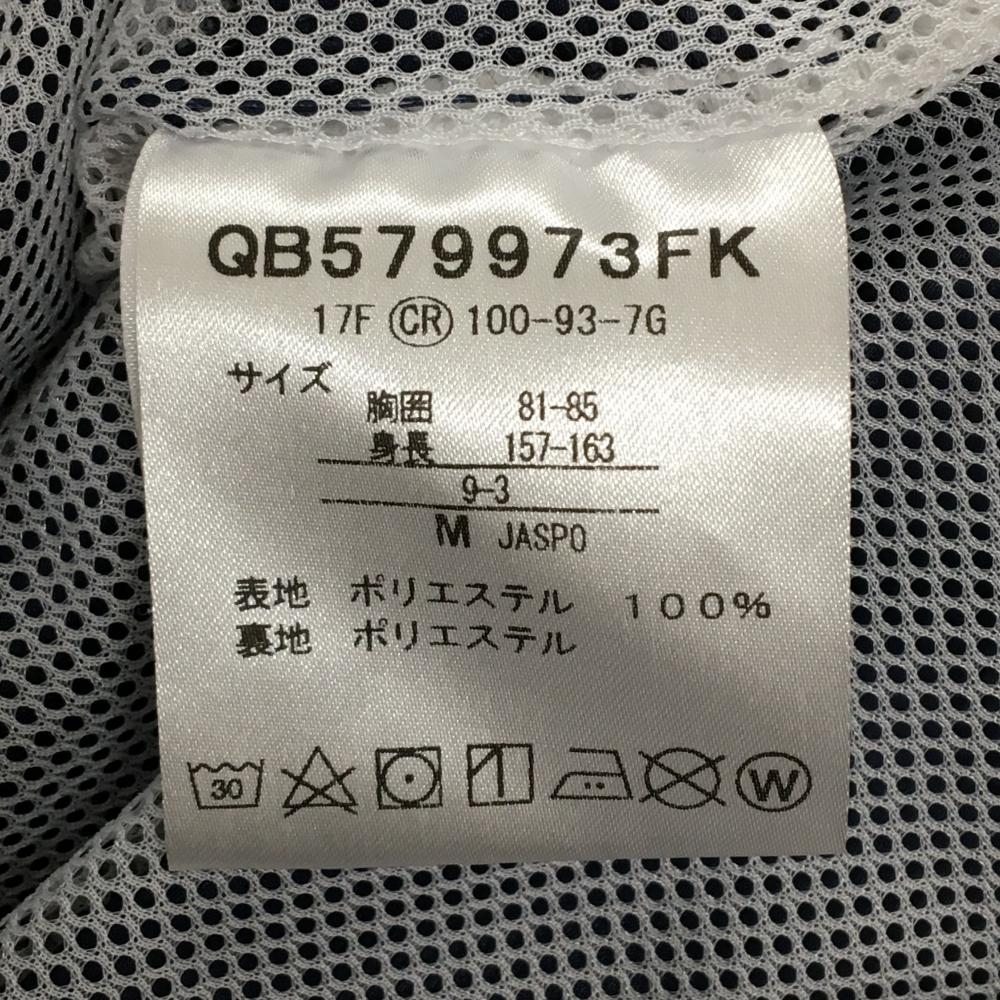 QB579973FK
17F CR 100-93-7G
サイズ
胸囲 81-85
身長 157-163
9-3
M JASPO
表地 ポリエステル 100%
裏地 ポリエステル
30 W